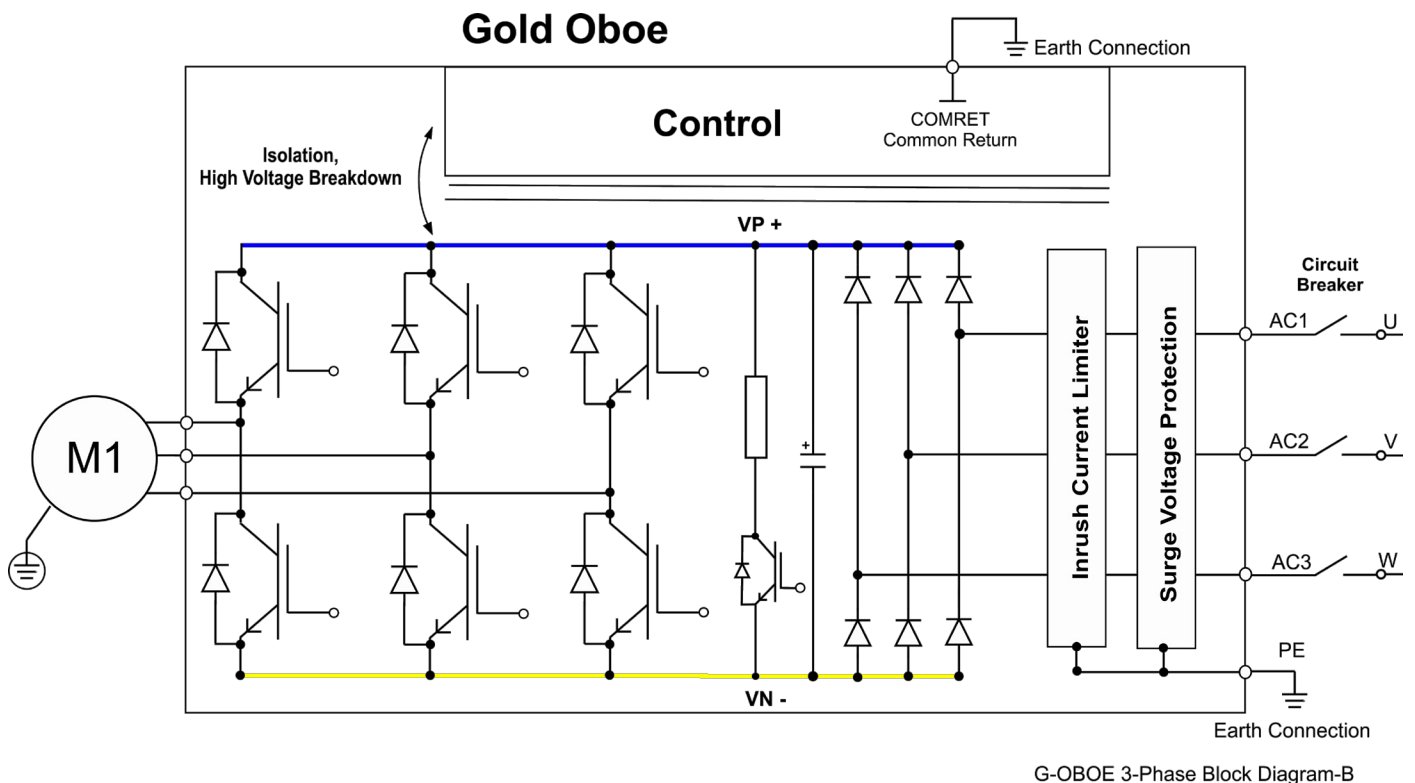 Gold Oboe
Earth Connection
Control
COMRET
Common Return
Isolation,
High Voltage Breakdown
VP +
Circuit
Breaker
AC1
U
M1
+
AC2
V
Inrush Current Limiter
Surge Voltage Protection
AC3
W
PE
VN -
Earth Connection
G-OBOE 3-Phase Block Diagram-B